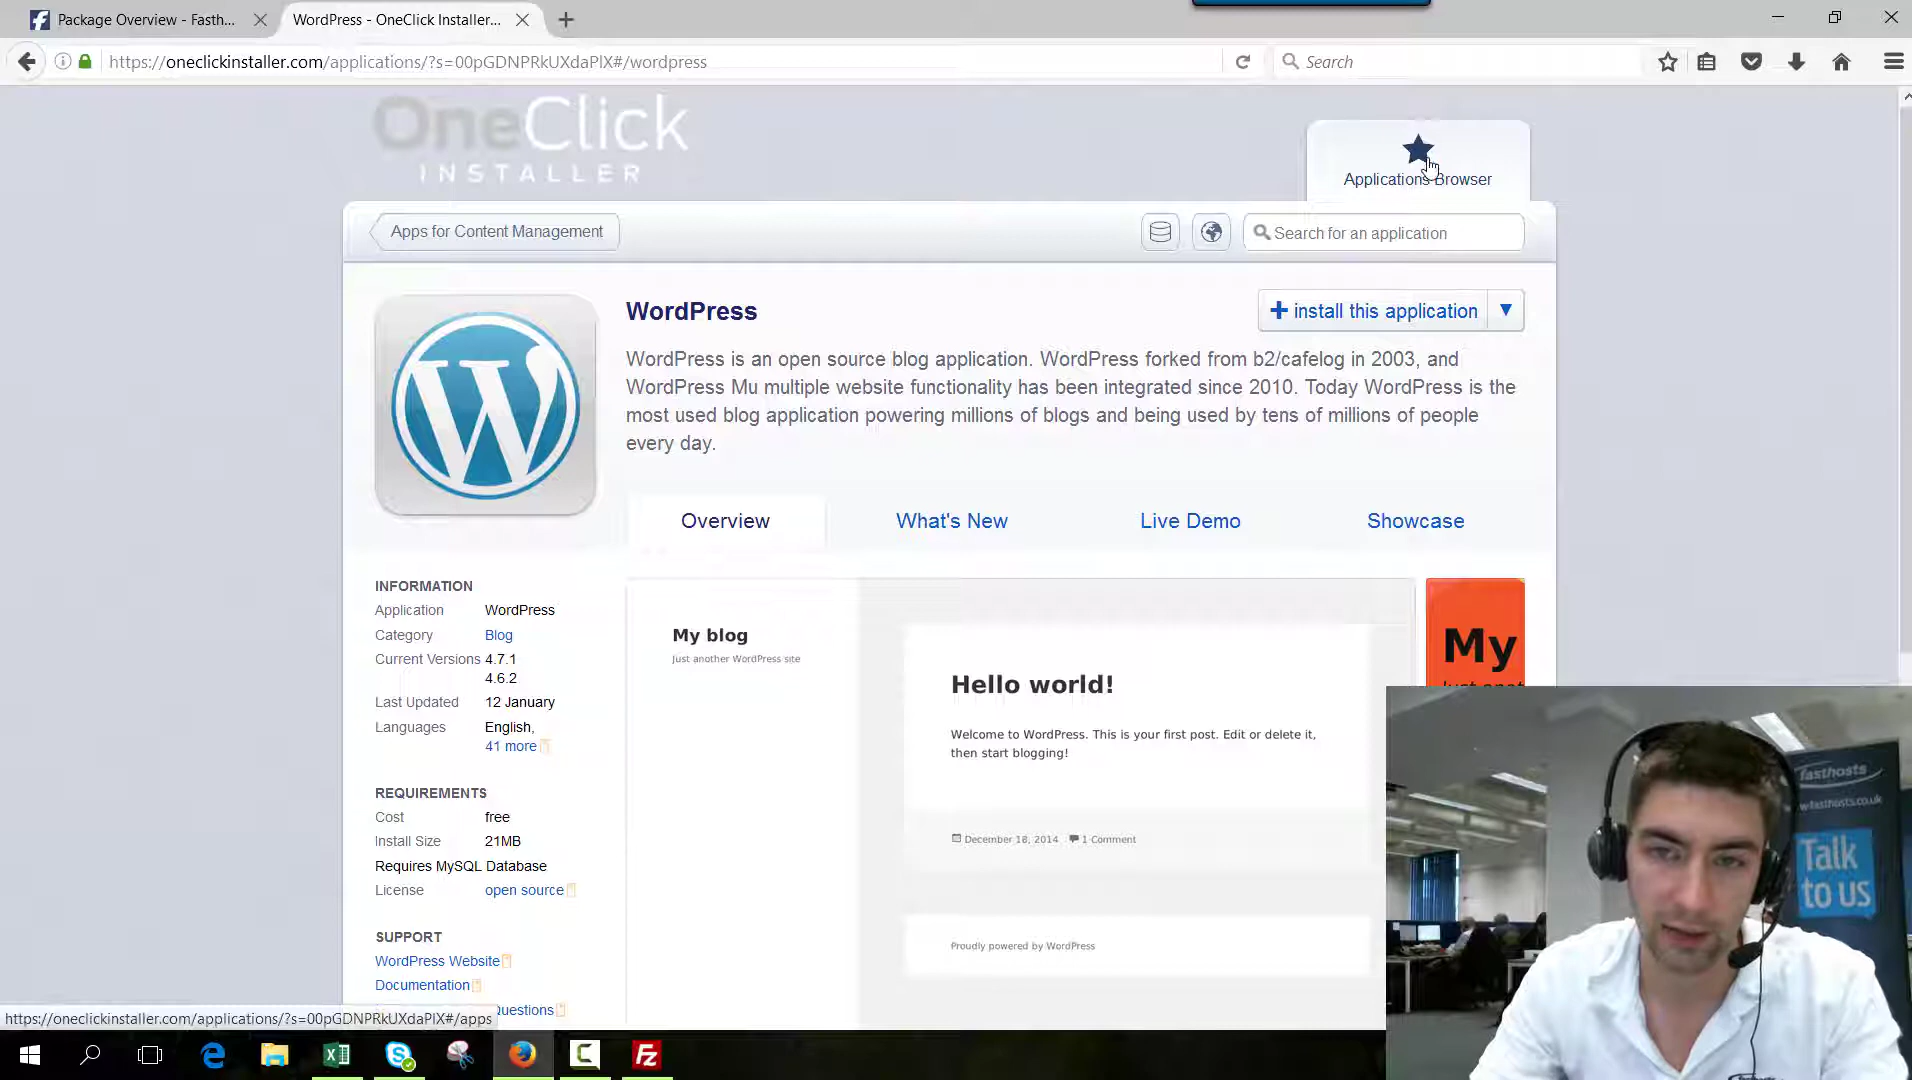 Package Overview - Fasth...
WordPress - OneClick Installer...
https://oneclickinstaller.com/applications/?s=00pGDNPRkUXdaPlX#/wordpress
Search
OneClick
INSTALLER
Applications Browser
Apps for Content Management
Search for an application
WordPress
install this application
WordPress is an open source blog application. WordPress forked from b2/cafelog in 2003, and
WordPress Mu multiple website functionality has been integrated since 2010. Today WordPress is the
most used blog application powering millions of blogs and being used by tens of millions of people
every day.
Overview
What's New
Live Demo
Showcase
INFORMATION
Application WordPress
Category Blog
Current Versions 4.7.1
4.6.2
Last Updated 12 January
Languages English,
41 more
REQUIREMENTS
Cost free
Install Size 21MB
Requires MySQL Database
License open source
SUPPORT
WordPress Website
Documentation
Questions
My blog
Just another WordPress site
Hello world!
Welcome to WordPress. This is your first post. Edit or delete it,
then start blogging!
December 18, 2014 1 Comment
Proudly powered by WordPress
My
fasthosts
w.fasthosts.co.uk
Talk
to us
https://oneclickinstaller.com/applications/?s=00pGDNPRkUXdaPlX#/apps